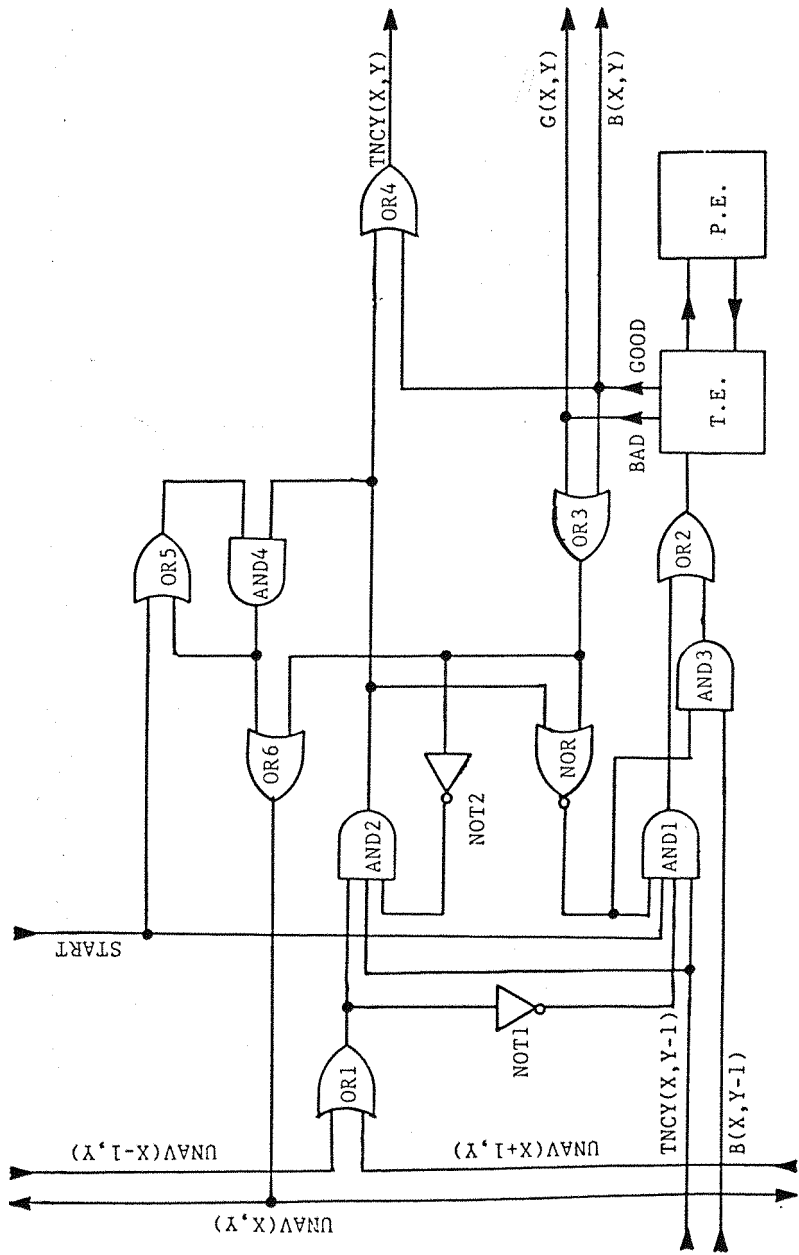 TNCY(X,Y)
G(X,Y)
B(X,Y)
OR4
P.E.
GOOD
BAD
T.E.
OR5
AND4
OR3
OR2
OR6
NOR
AND3
AND2
NOT2
AND1
START
NOT1
OR1
UNAV(X-1,Y)
UNAV(X+1,Y)
TNCY(X,Y-1)
B(X,Y-1)
UNAV(X,Y)